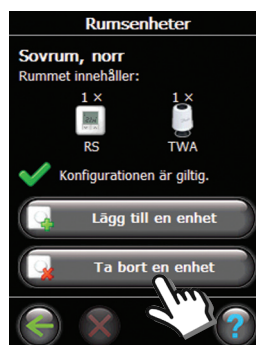 Rumsenheter
Sovrum, norr
Rummet innehåller:
1 × 1 ×
RS TWA
Konfigurationen är giltig.
Lägg till en enhet
Ta bort en enhet
?